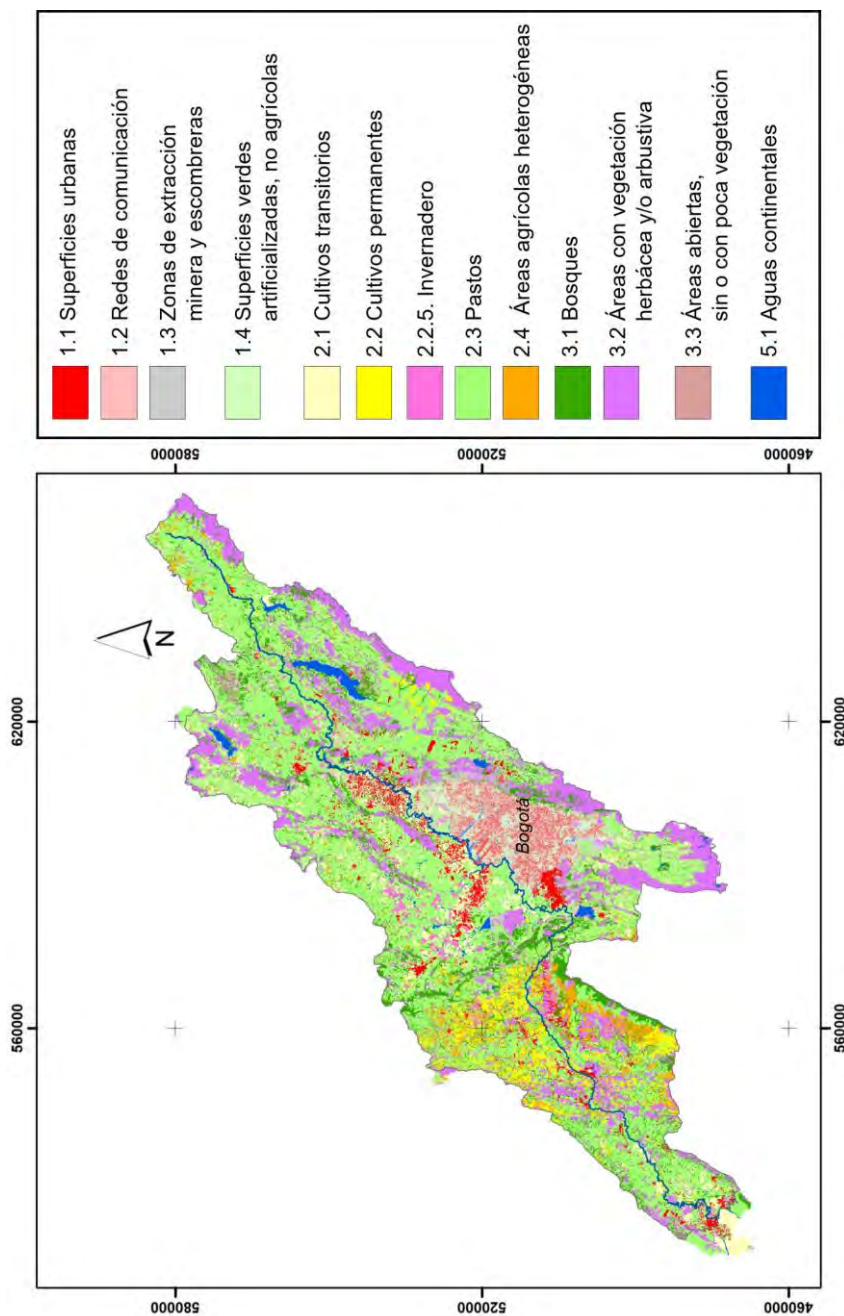 1.1 Superficies urbanas
1.2 Redes de comunicación
1.3 Zonas de extracción
minera y escombreras
1.4 Superficies verdes
artificializadas, no agrícolas
2.1 Cultivos transitorios
2.2 Cultivos permanentes
2.2.5. Invernadero
2.3 Pastos
2.4 Áreas agrícolas heterogéneas
3.1 Bosques
3.2 Áreas con vegetación
herbácea y/o arbustiva
3.3 Áreas abiertas,
sin o con poca vegetación
5.1 Aguas continentales
580000
520000
460000
N
560000
620000
Bogotá
560000
620000
580000
520000
460000